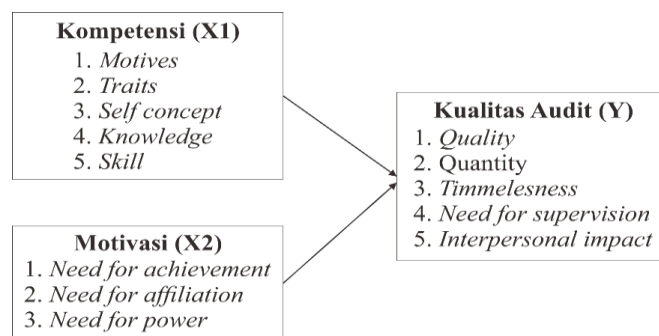 Kompetensi (X1)
1. Motives
2. Traits
3. Self concept
4. Knowledge
5. Skill
Kualitas Audit (Y)
1. Quality
2. Quantity
3. Timmelesness
4. Need for supervision
5. Interpersonal impact
Motivasi (X2)
1. Need for achievement
2. Need for affiliation
3. Need for power